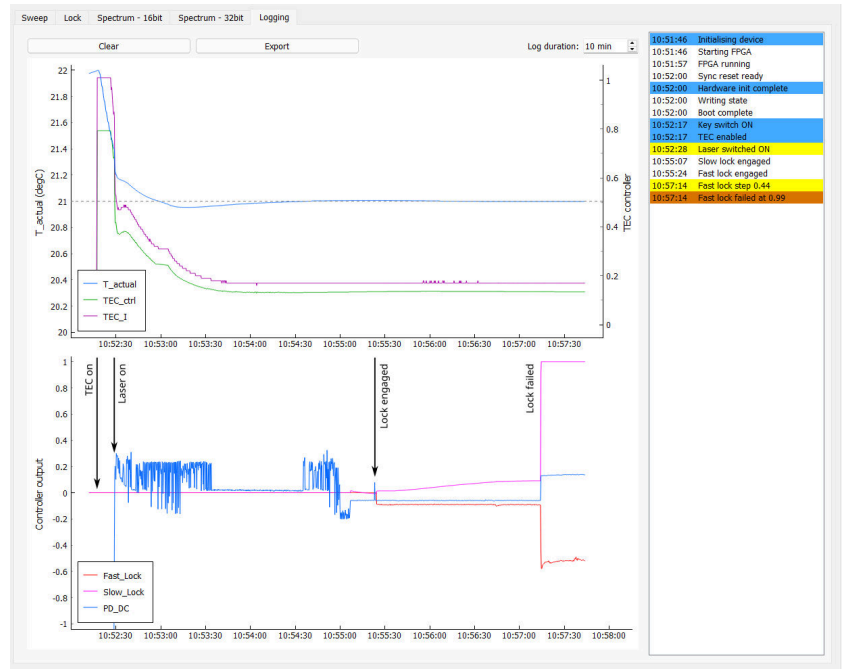 Sweep Lock Spectrum - 16bit Spectrum - 32bit Logging
Clear Export Log duration: 10 min
22
21.8
21.6
21.4
21.2
21
20.8
20.6
20.4
20.2
20
T_actual (degC)
1
0.8
0.6
0.4
0.2
0
TEC controller
T_actual
TEC_ctrl
TEC_I
10:52:30 10:53:00 10:53:30 10:54:00 10:54:30 10:55:00 10:55:30 10:56:00 10:56:30 10:57:00 10:57:30
1
0.8
0.6
0.4
0.2
0
-0.2
-0.4
-0.6
-0.8
-1
Controller output
TEC on
Laser on
Lock engaged
Lock failed
Fast_Lock
Slow_Lock
PD_DC
10:52:30 10:53:00 10:53:30 10:54:00 10:54:30 10:55:00 10:55:30 10:56:00 10:56:30 10:57:00 10:57:30 10:58:00
10:51:46 Initialising device
10:51:46 Starting FPGA
10:51:57 FPGA running
10:52:00 Sync reset ready
10:52:00 Hardware init complete
10:52:00 Writing state
10:52:00 Boot complete
10:52:17 Key switch ON
10:52:17 TEC enabled
10:52:28 Laser switched ON
10:55:07 Slow lock engaged
10:55:24 Fast lock engaged
10:57:14 Fast lock step 0.44
10:57:14 Fast lock failed at 0.99